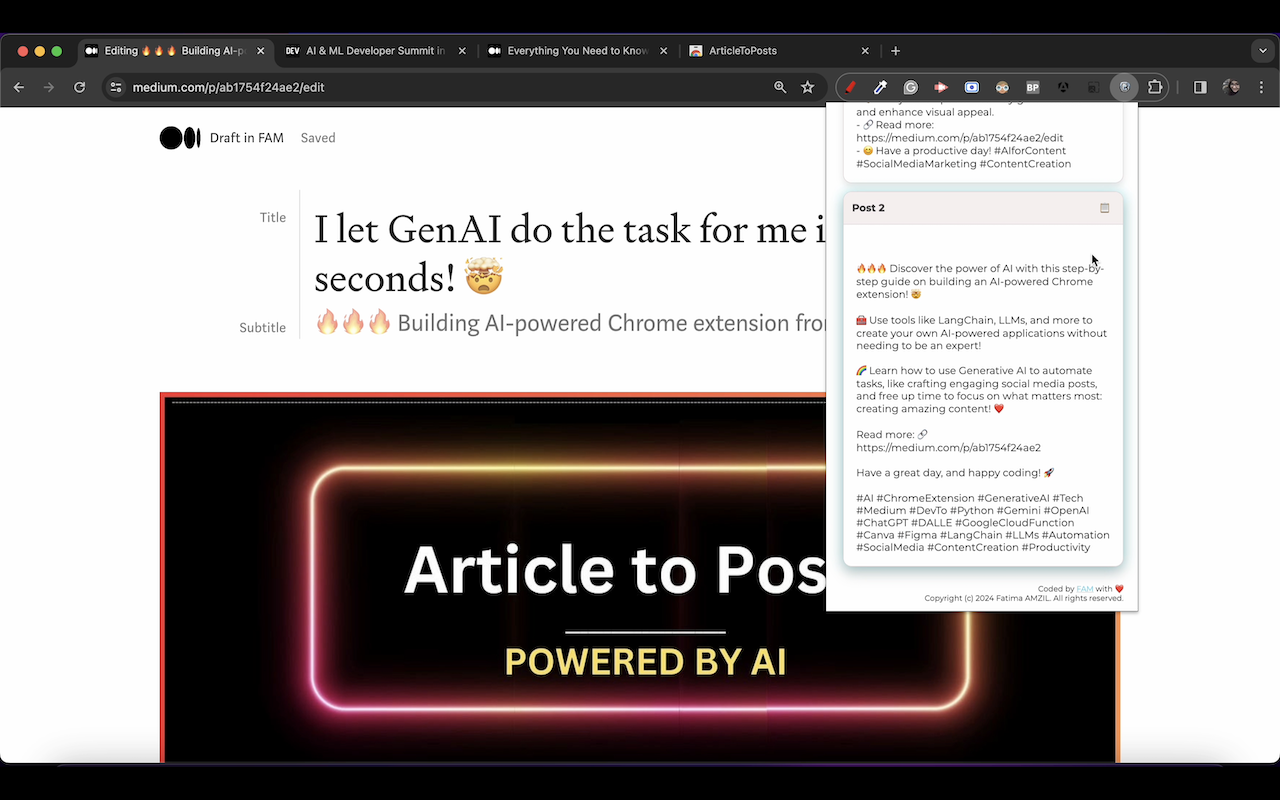 Editing 🔥🔥🔥 Building AI-p
DEV AI & ML Developer Summit in
Everything You Need to Know
ArticleToPosts
medium.com/p/ab1754f24ae2/edit
BP
Draft in FAM Saved
Title
I let GenAI do the task for me i
seconds! 🤯
Subtitle
🔥🔥🔥 Building AI-powered Chrome extension from
Article to Pos
POWERED BY AI
and enhance visual appeal.
- 🔗 Read more:
https://medium.com/p/ab1754f24ae2/edit
- 😊 Have a productive day! #AIforContent
#SocialMediaMarketing #ContentCreation
Post 2
🔥🔥🔥 Discover the power of AI with this step-by-
step guide on building an AI-powered Chrome
extension! 🤯
🧰 Use tools like LangChain, LLMs, and more to
create your own AI-powered applications without
needing to be an expert!
🌈 Learn how to use Generative AI to automate
tasks, like crafting engaging social media posts,
and free up time to focus on what matters most:
creating amazing content! ❤️
Read more: 🔗
https://medium.com/p/ab1754f24ae2
Have a great day, and happy coding! 🚀
#AI #ChromeExtension #GenerativeAI #Tech
#Medium #DevTo #Python #Gemini #OpenAI
#ChatGPT #DALLE #GoogleCloudFunction
#Canva #Figma #LangChain #LLMs #Automation
#SocialMedia #ContentCreation #Productivity
Coded by FAM with ❤️
Copyright (c) 2024 Fatima AMZIL. All rights reserved.